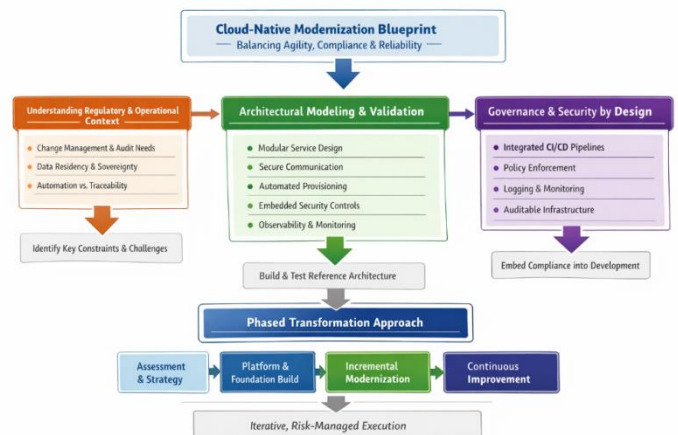 Cloud-Native Modernization Blueprint
Balancing Agility, Compliance & Reliability
Understanding Regulatory & Operational
Context
Change Management & Audit Needs
Data Residency & Sovereignty
Automation vs. Traceability
Identify Key Constraints & Challenges
Architectural Modeling & Validation
Modular Service Design
Secure Communication
Automated Provisioning
Embedded Security Controls
Observability & Monitoring
Build & Test Reference Architecture
Governance & Security by Design
Integrated CI/CD Pipelines
Policy Enforcement
Logging & Monitoring
Auditable Infrastructure
Embed Compliance into Development
Phased Transformation Approach
Assessment
& Strategy
Platform &
Foundation Build
Incremental
Modernization
Continuous
Improvement
Iterative, Risk-Managed Execution